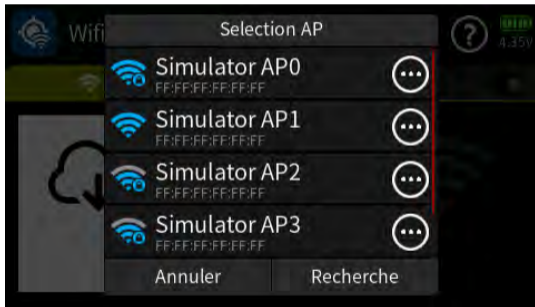 Selection AP
Wifi
4.35V
Simulator AP0
FF:FF:FF:FF:FF:FF
Simulator AP1
FF:FF:FF:FF:FF:FF
Simulator AP2
FF:FF:FF:FF:FF:FF
Simulator AP3
FF:FF:FF:FF:FF:FF
Annuler
Recherche